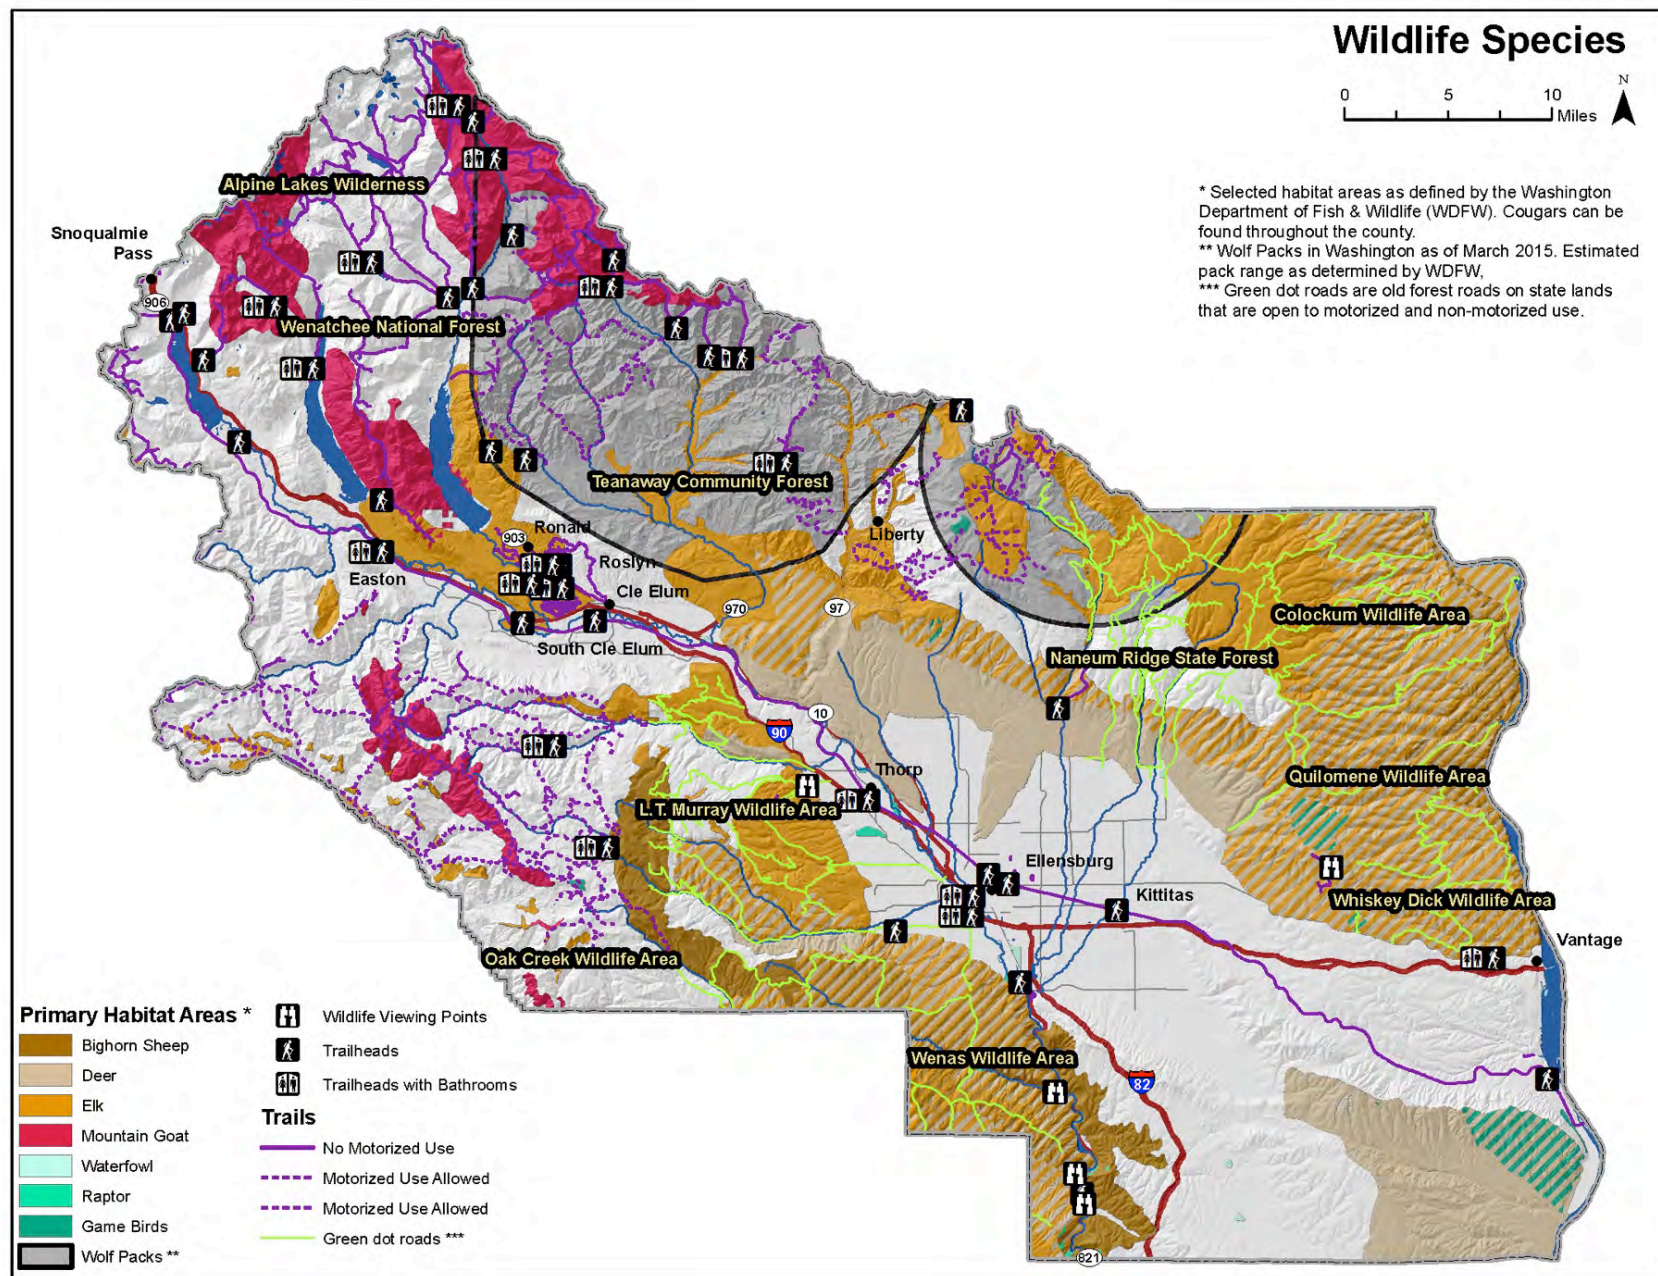 Wildlife Species
N
0 5 10
Miles
* Selected habitat areas as defined by the Washington
Department of Fish & Wildlife (WDFW). Cougars can be
found throughout the county.
** Wolf Packs in Washington as of March 2015. Estimated
pack range as determined by WDFW,
*** Green dot roads are old forest roads on state lands
that are open to motorized and non-motorized use.
Alpine Lakes Wilderness
Snoqualmie
Pass
906
Wenatchee National Forest
Teanaway Community Forest
Ronald
903
Liberty
Roslyn
Easton
Cle Elum
970
97
Colockum Wildlife Area
South Cle Elum
Naneum Ridge State Forest
10
90
Thorp
Quilomene Wildlife Area
L.T. Murray Wildlife Area
Ellensburg
Kittitas
Whiskey Dick Wildlife Area
Vantage
Oak Creek Wildlife Area
Wenas Wildlife Area
82
821
Primary Habitat Areas *
Bighorn Sheep
Deer
Elk
Mountain Goat
Waterfowl
Raptor
Game Birds
Wolf Packs **
Wildlife Viewing Points
Trailheads
Trailheads with Bathrooms
Trails
No Motorized Use
Motorized Use Allowed
Motorized Use Allowed
Green dot roads ***